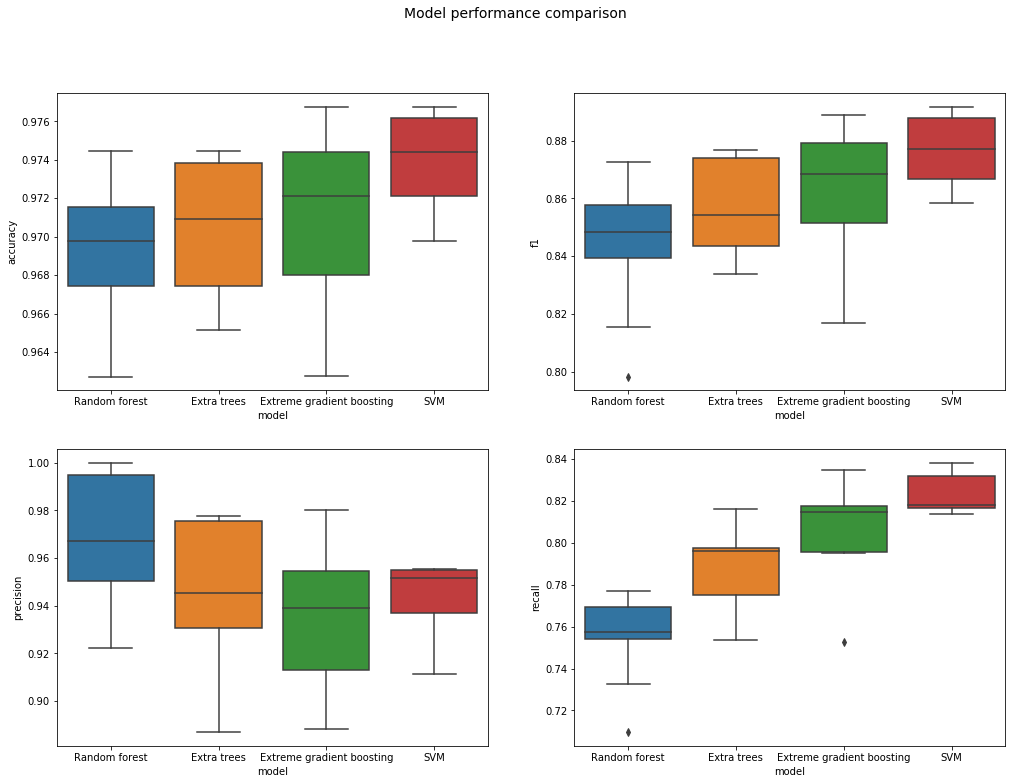 Model performance comparison
accuracy
0.976
0.974
0.972
0.970
0.968
0.966
0.964
Random forest Extra trees Extreme gradient boosting SVM
model
f1
0.88
0.86
0.84
0.82
0.80
Random forest Extra trees Extreme gradient boosting SVM
model
precision
1.00
0.98
0.96
0.94
0.92
0.90
Random forest Extra trees Extreme gradient boosting SVM
model
recall
0.84
0.82
0.80
0.78
0.76
0.74
0.72
Random forest Extra trees Extreme gradient boosting SVM
model